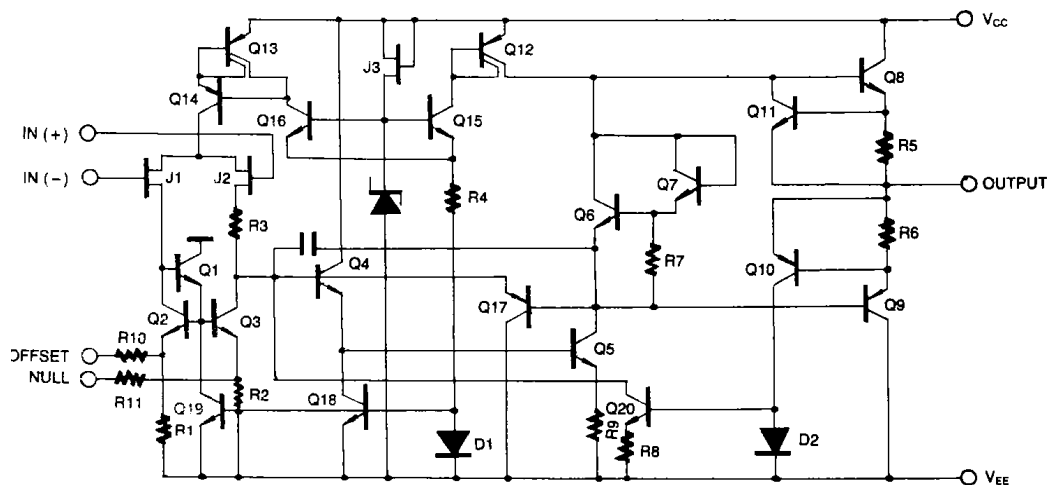 VCC
Q13
Q12
J3
Q8
Q14
Q11
Q16
Q15
IN (+)
R5
IN (−)
J1
J2
Q7
OUTPUT
R4
Q6
R3
R6
Q1
Q4
R7
Q10
Q17
Q9
Q2
Q3
R10
Q5
OFFSET
NULL
R2
R11
Q19
Q18
Q20
R1
R9
D1
R8
D2
VEE